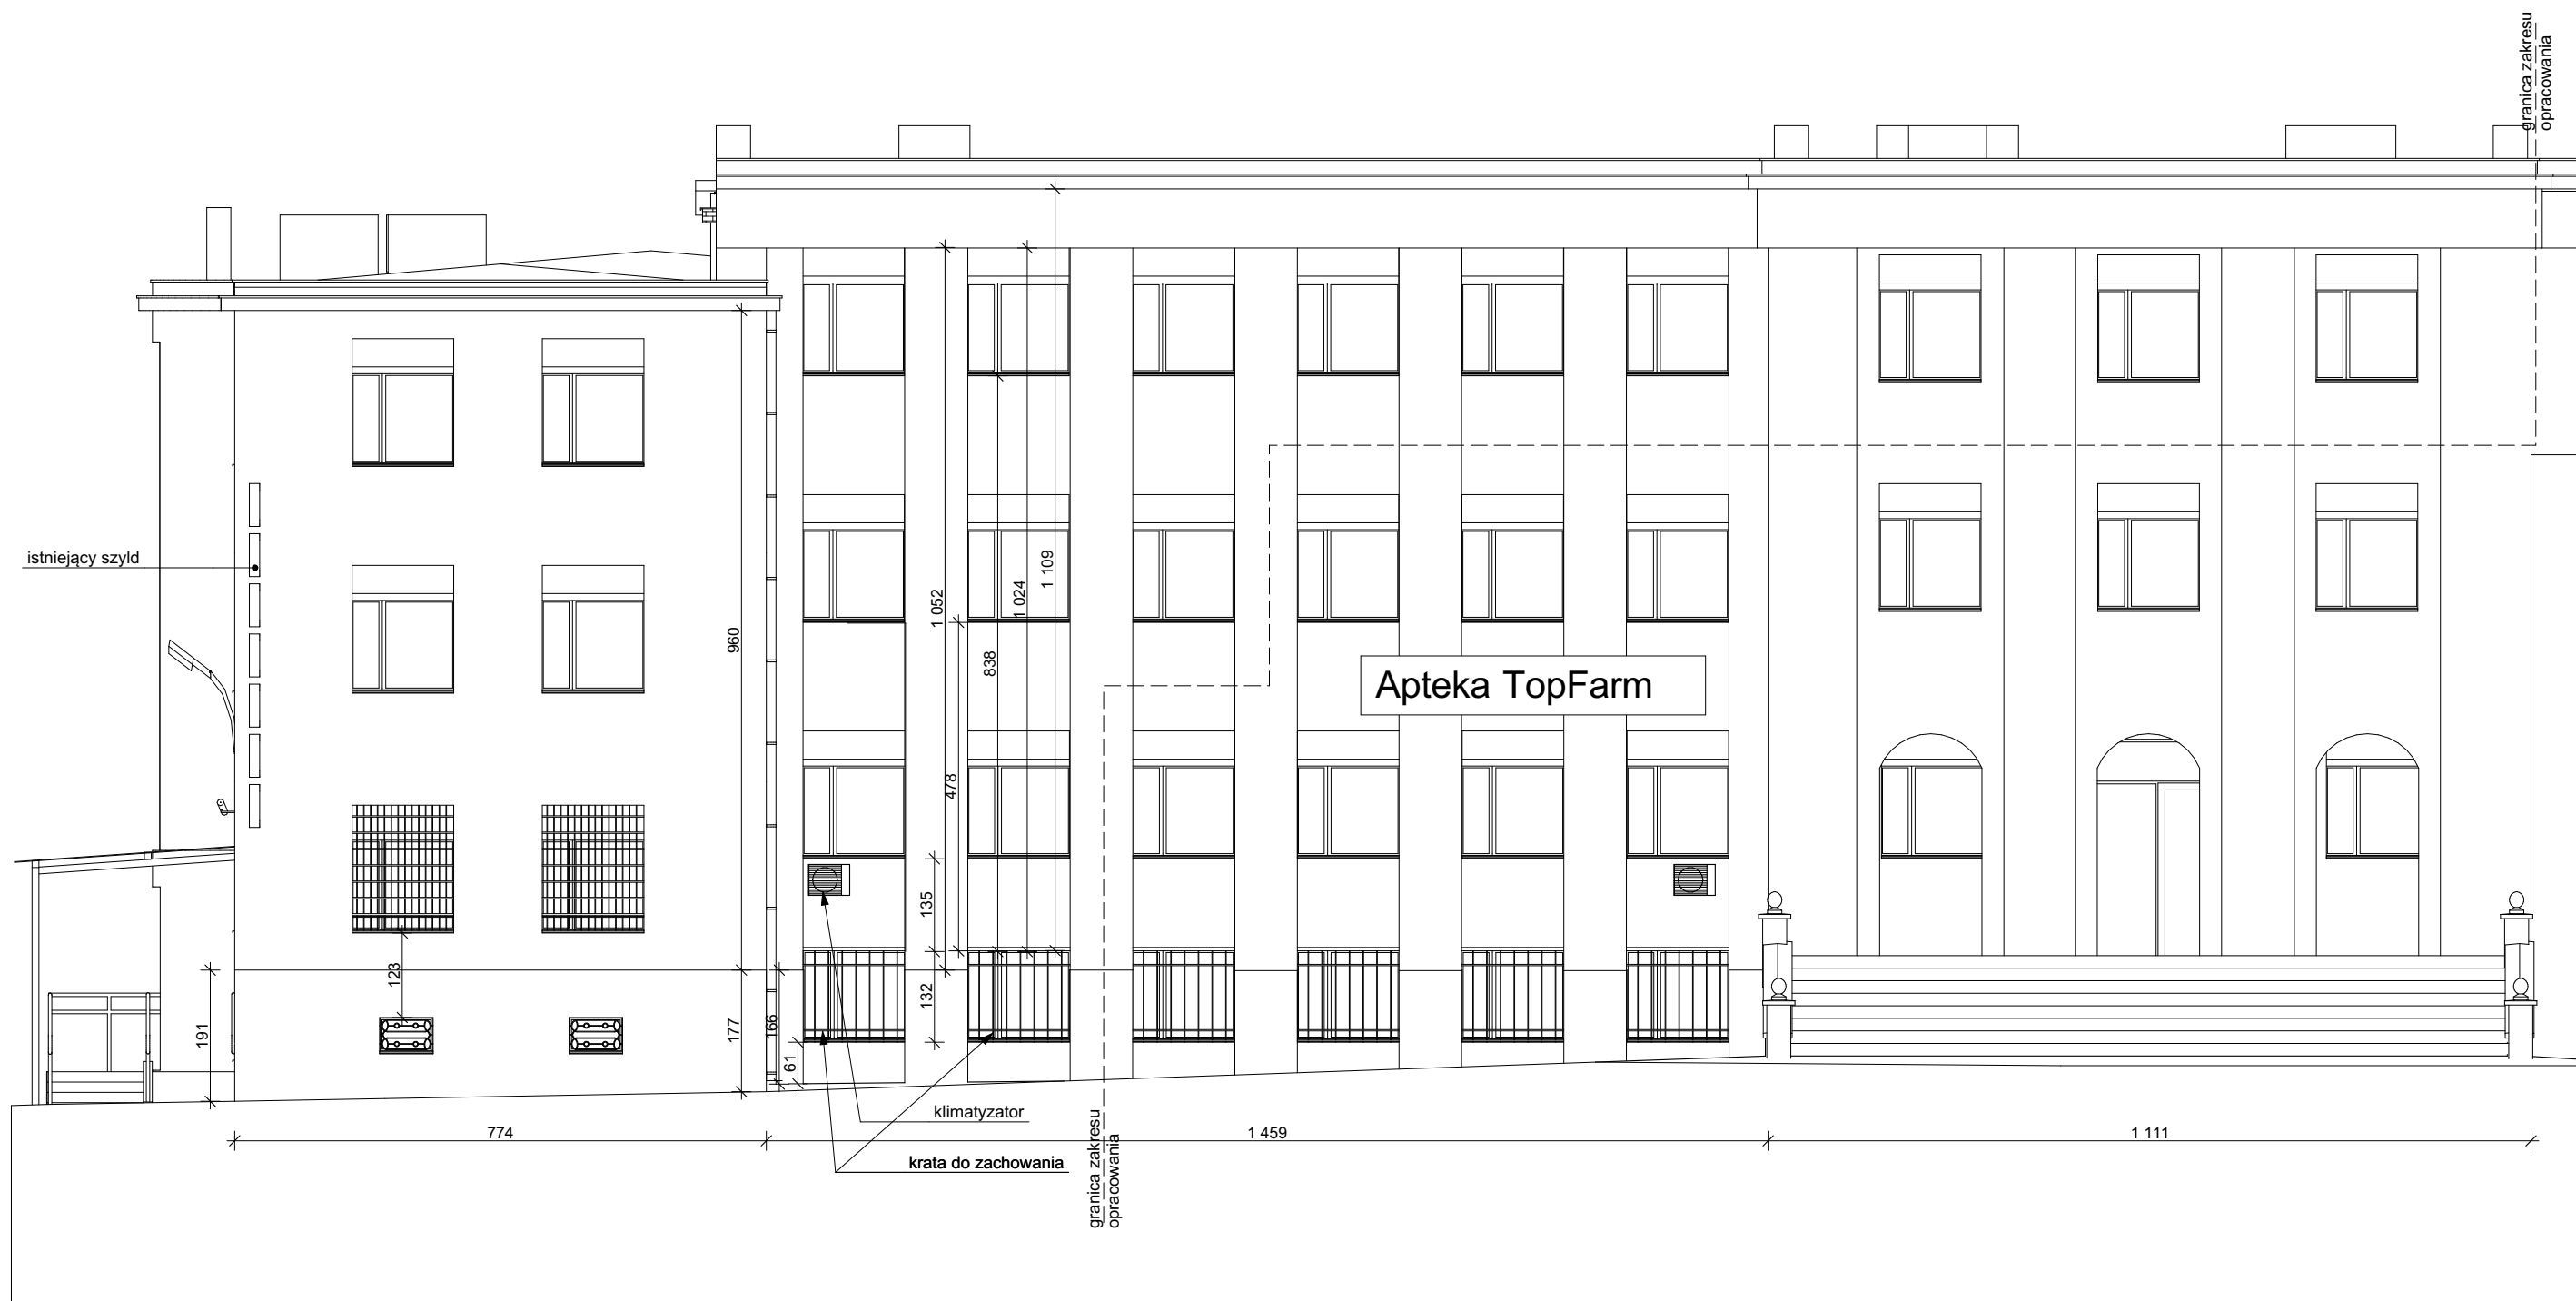 granica zakresu
opracowania
istniejący szyld
1 052
1 024
1 109
960
838
Apteka TopFarm
478
135
132
123
191
177
166
61
klimatyzator
774
1 459
1 111
krata do zachowania
granica zakresu
opracowania